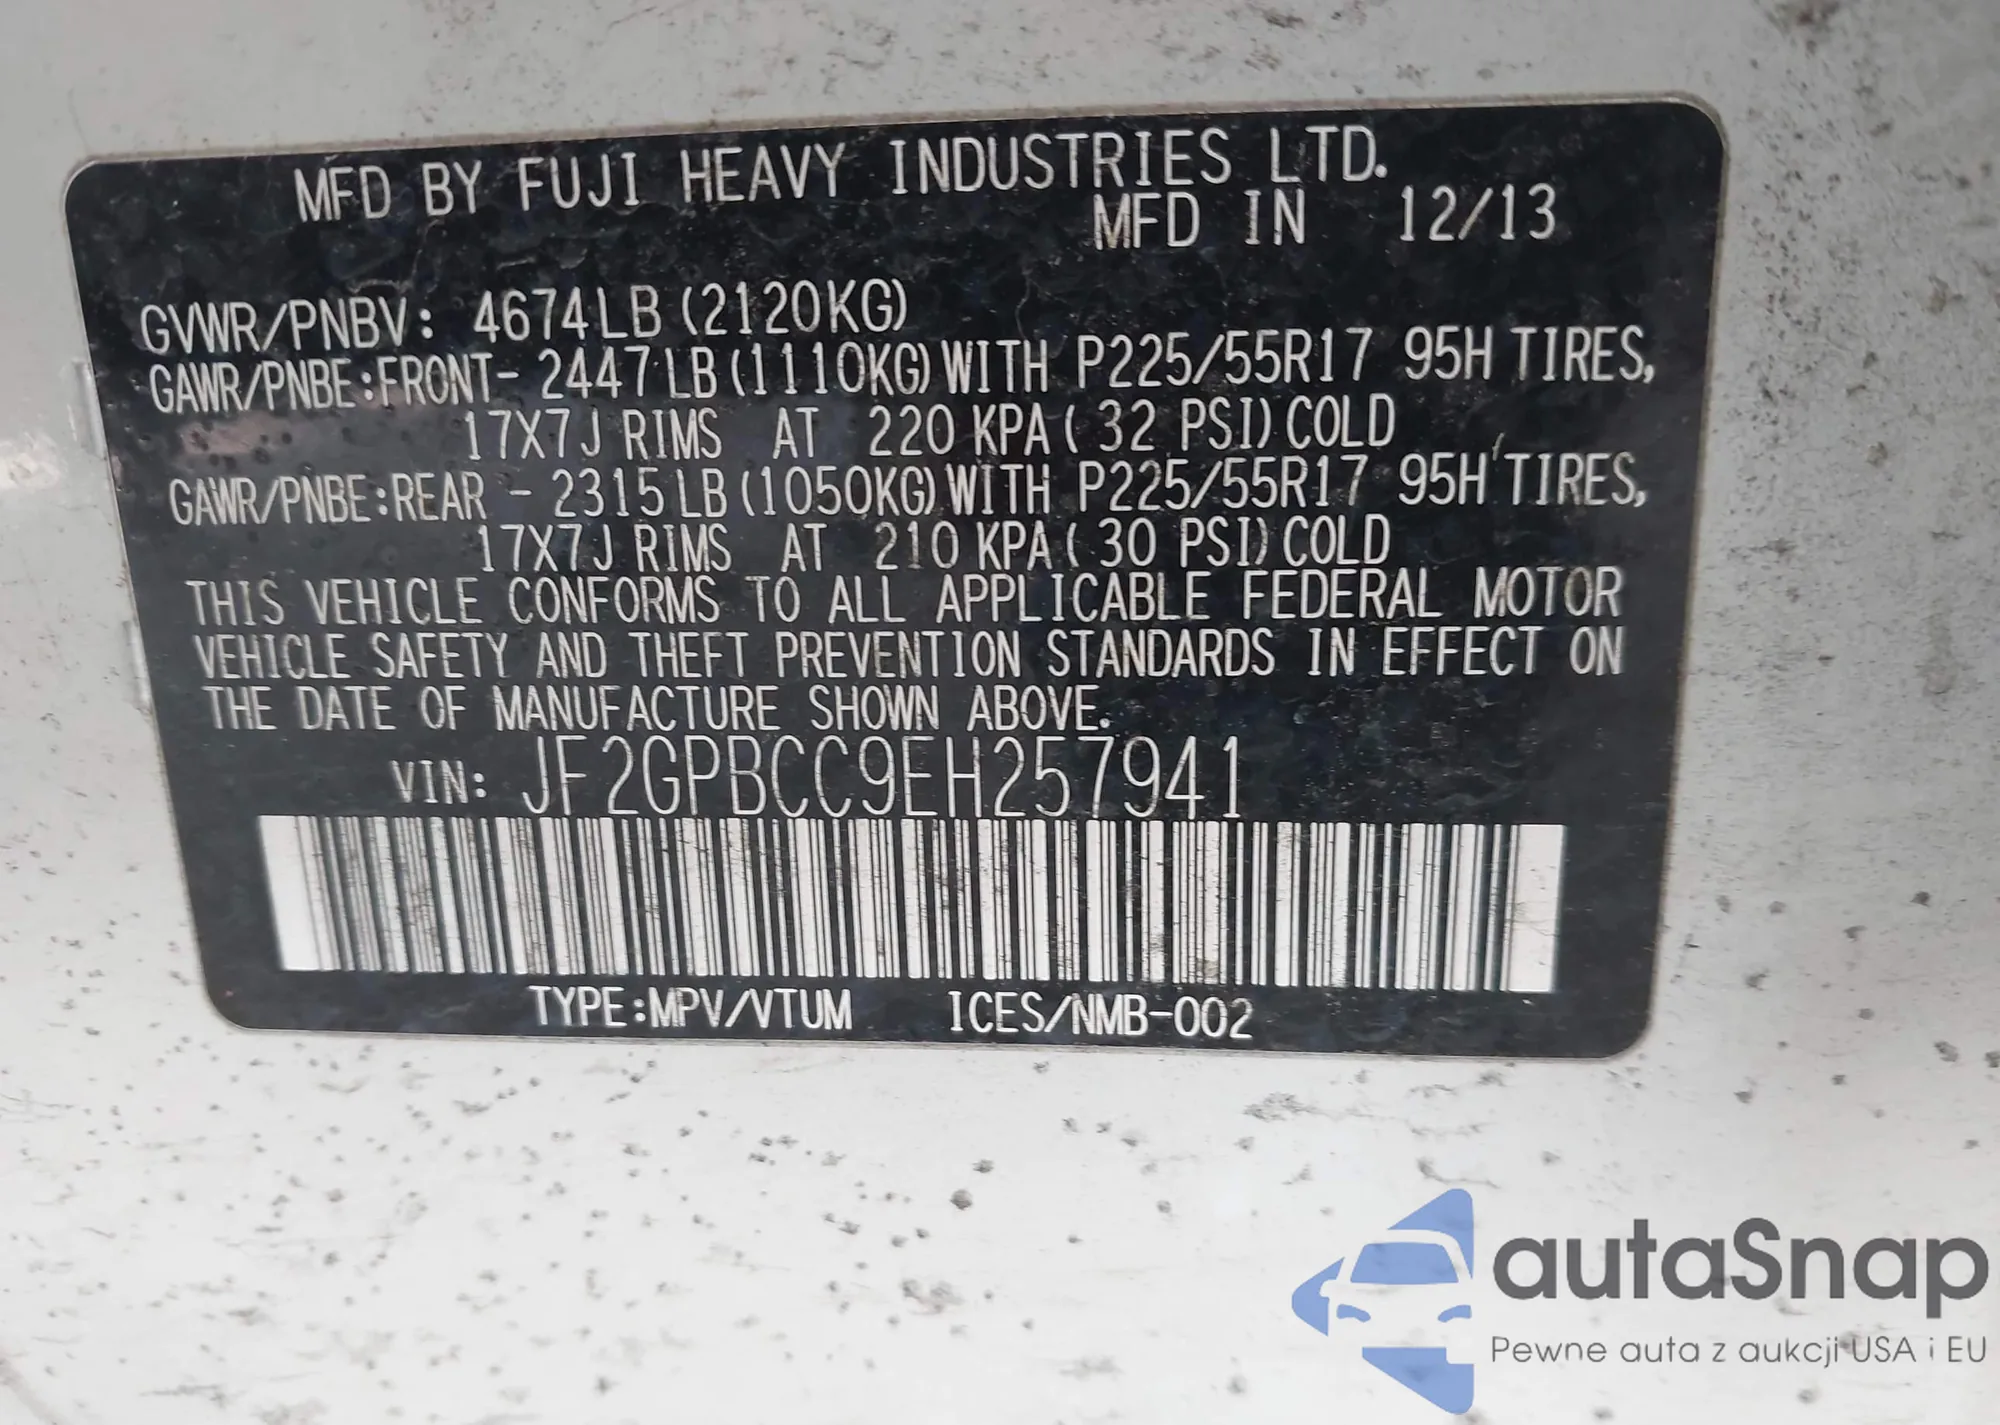 MFD BY FUJI HEAVY INDUSTRIES LTD.
MFD IN 12/13
GVWR/PNBV: 4674LB(2120KG)
GAWR/PNBE:FRONT- 2447LB(1110KG)WITH P225/55R17 95H TIRES,
17X7J RIMS AT 220 KPA( 32 PSI)COLD
GAWR/PNBE:REAR - 2315LB(1050KG)WITH P225/55R17 95H TIRES,
17X7J RIMS AT 210 KPA( 30 PSI)COLD
THIS VEHICLE CONFORMS TO ALL APPLICABLE FEDERAL MOTOR
VEHICLE SAFETY AND THEFT PREVENTION STANDARDS IN EFFECT ON
THE DATE OF MANUFACTURE SHOWN ABOVE.
VIN: JF2GPBCC9EH257941
TYPE:MPV/VTUM ICES/NMB-002
autaSnap
Pewne auta z aukcji USA i EU